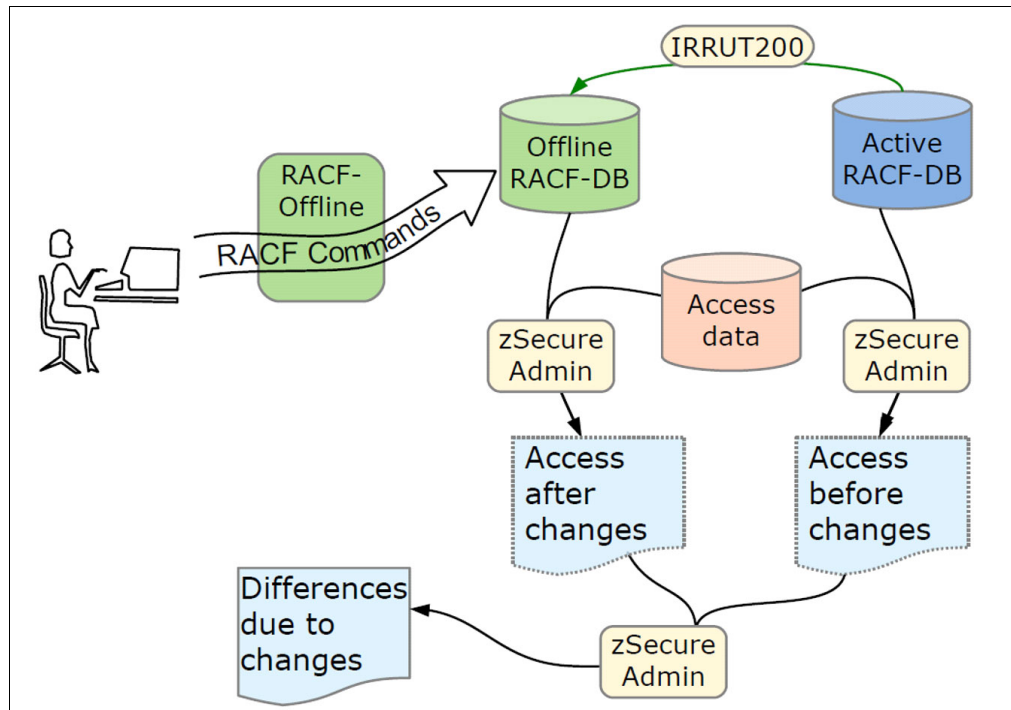 IRRUT200
Offline
RACF-DB
Active
RACF-DB
RACF-
Offline
RACF Commands
Access
data
zSecure
Admin
zSecure
Admin
Access
after
changes
Access
before
changes
Differences
due to
changes
zSecure
Admin